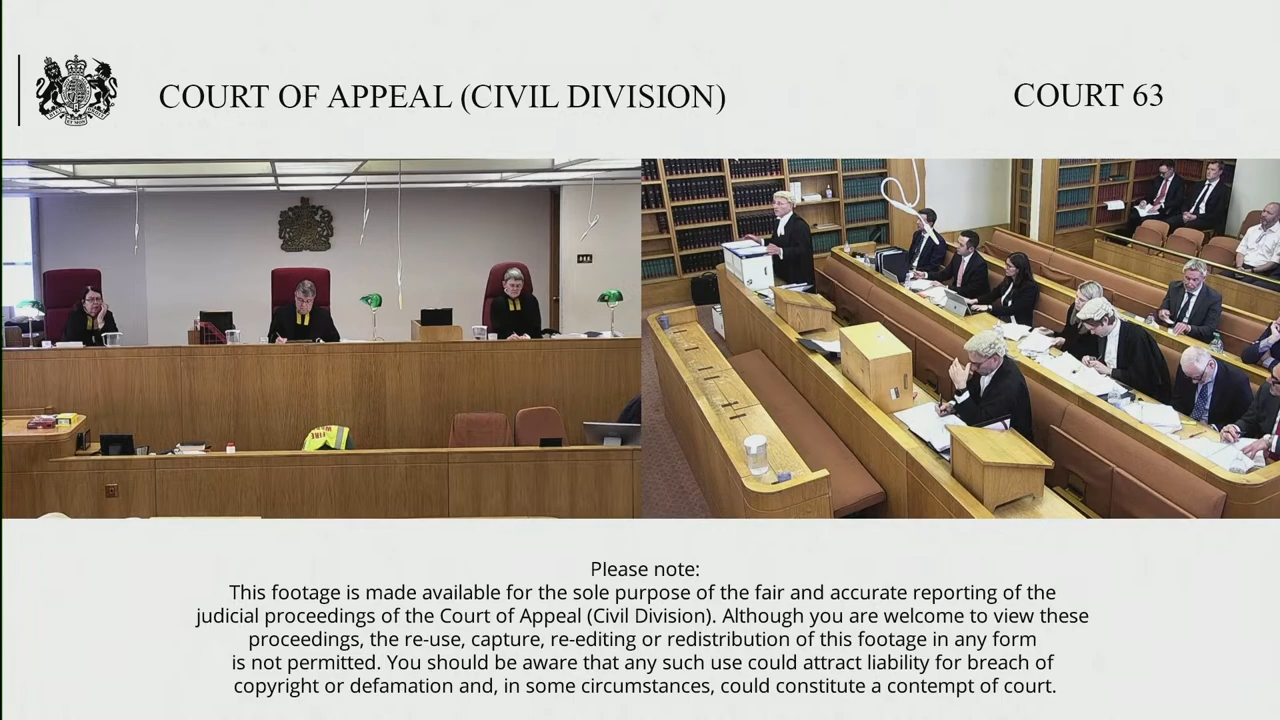 COURT OF APPEAL (CIVIL DIVISION)
COURT 63
Please note:
This footage is made available for the sole purpose of the fair and accurate reporting of the
judicial proceedings of the Court of Appeal (Civil Division). Although you are welcome to view these
proceedings, the re-use, capture, re-editing or redistribution of this footage in any form
is not permitted. You should be aware that any such use could attract liability for breach of
copyright or defamation and, in some circumstances, could constitute a contempt of court.